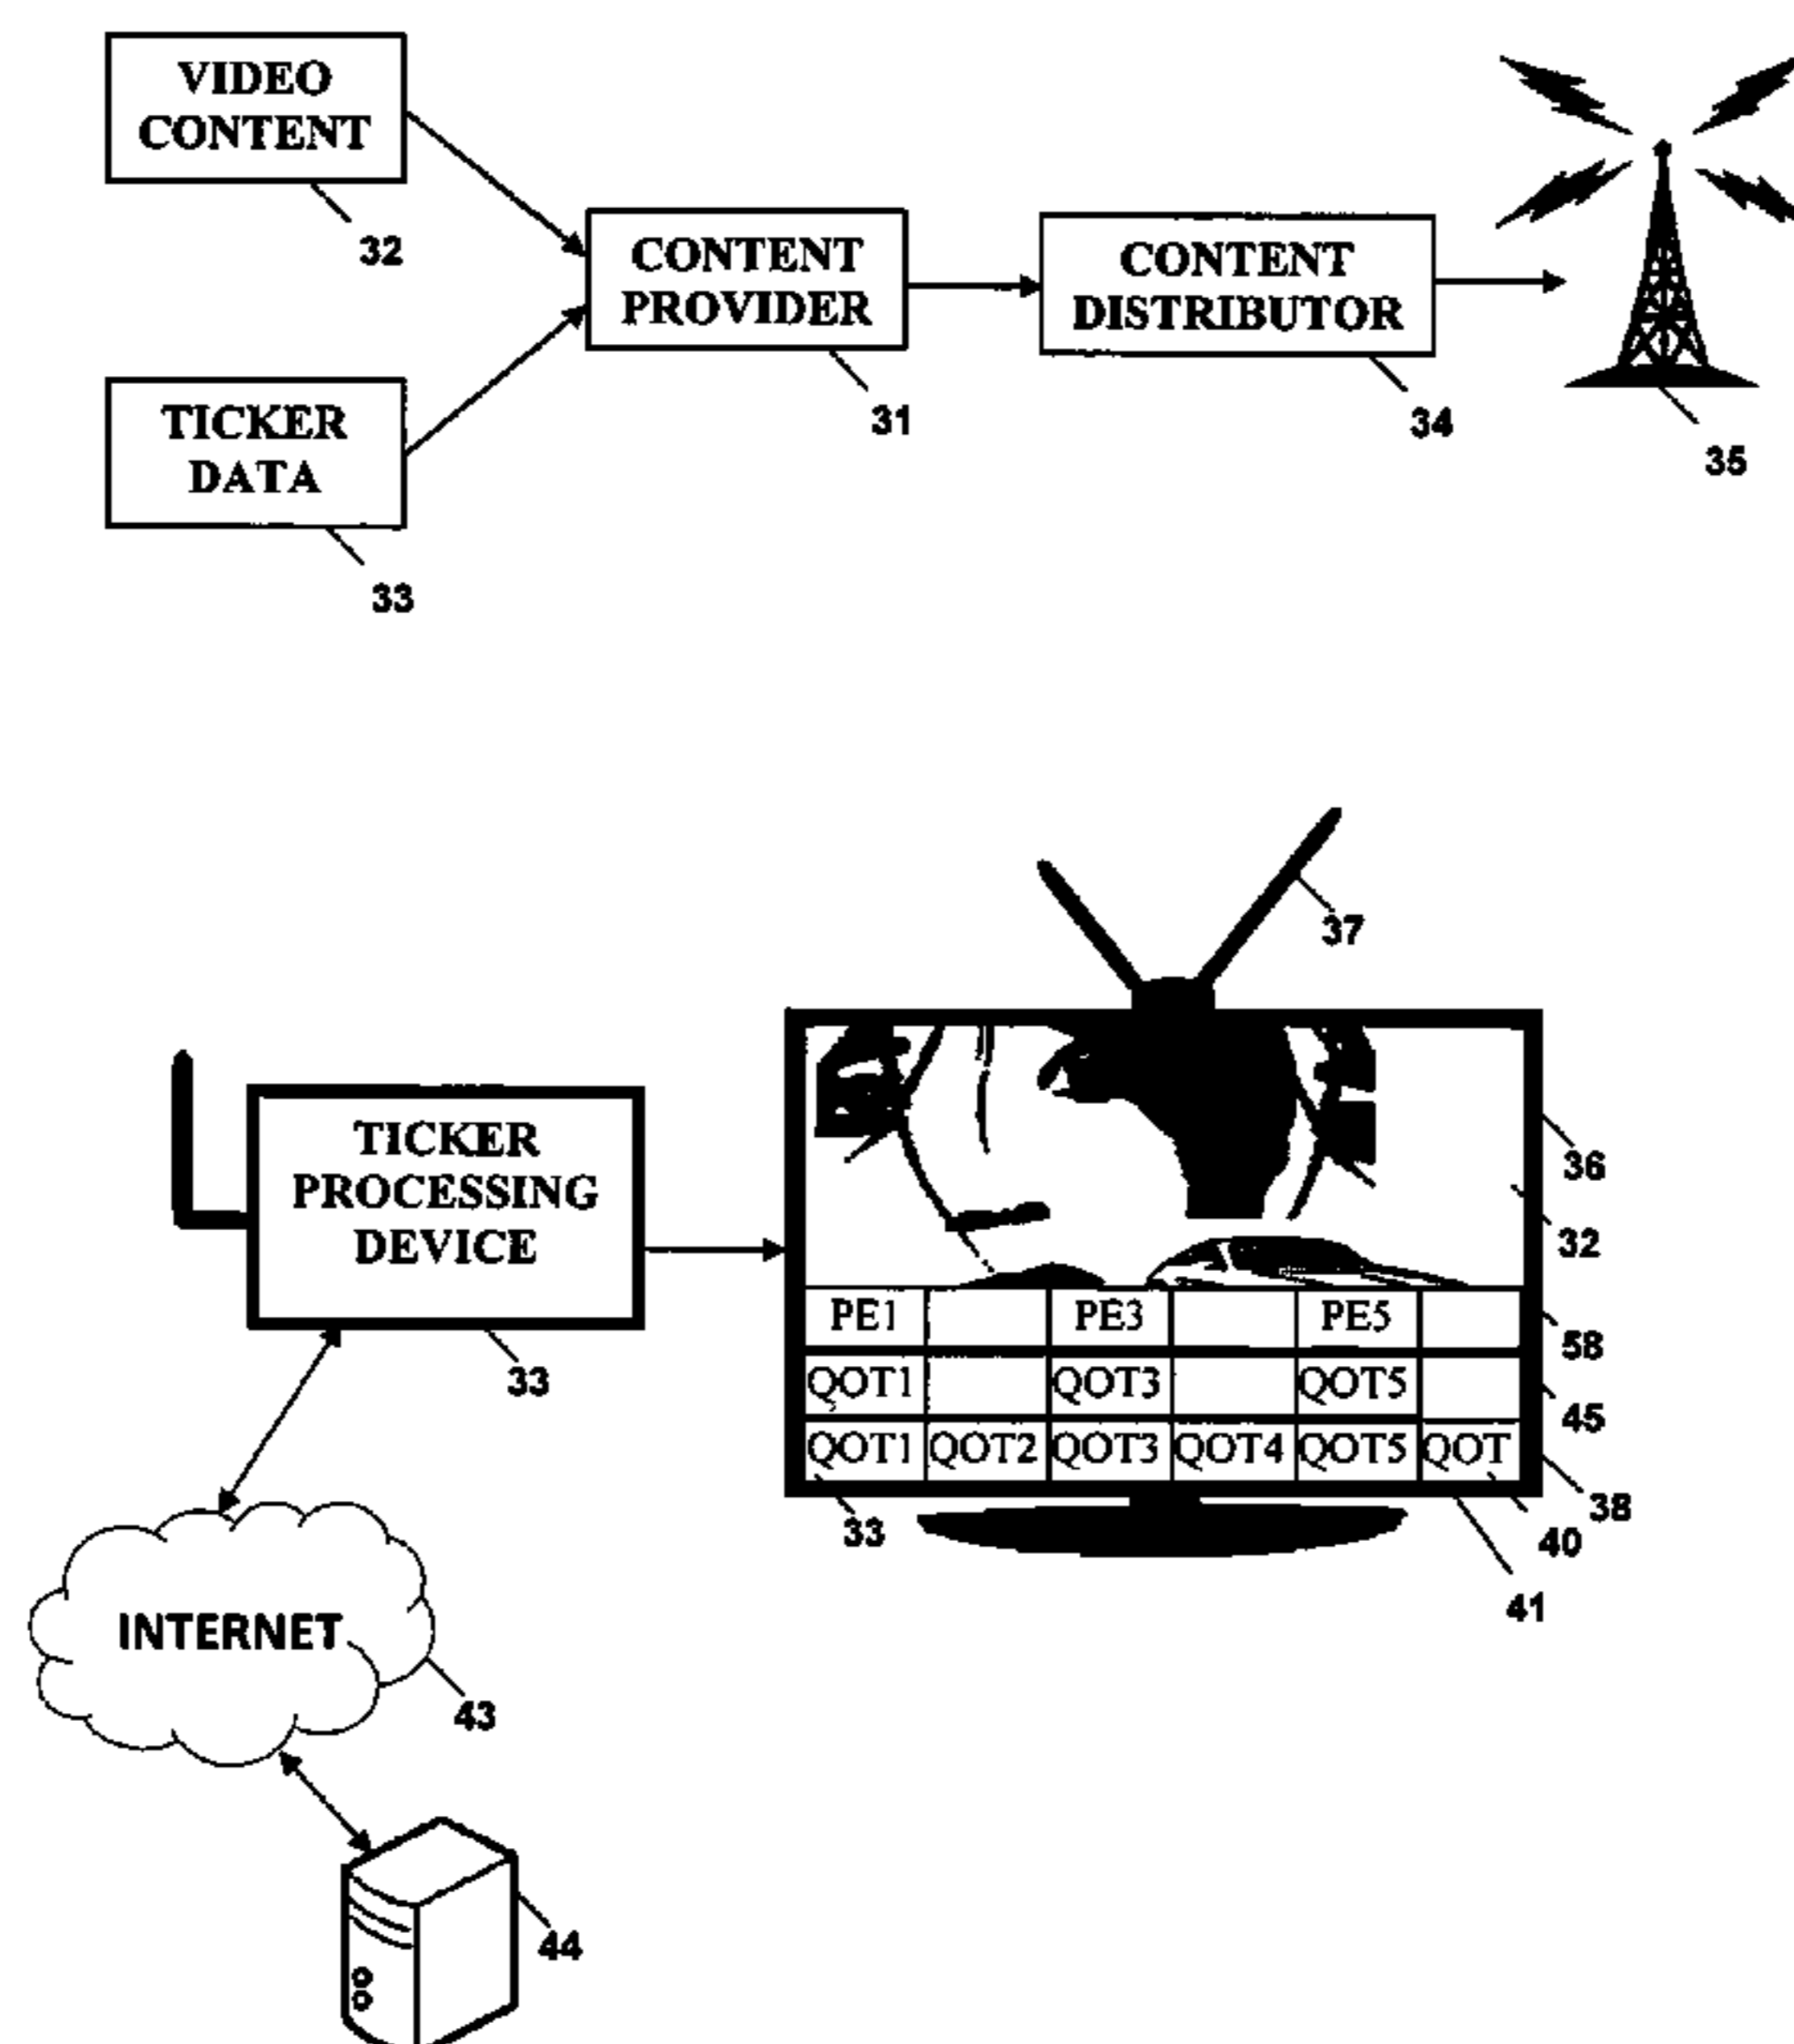 VIDEO
CONTENT
32
CONTENT
PROVIDER
31
CONTENT
DISTRIBUTOR
34
35
TICKER
DATA
33
37
TICKER
PROCESSING
DEVICE
33
36
32
PE1 PE3 PE5
58
QOT1 QOT3 QOT5
45
QOT1 QOT2 QOT3 QOT4 QOT5 QOT
38
33
40
41
INTERNET
43
44